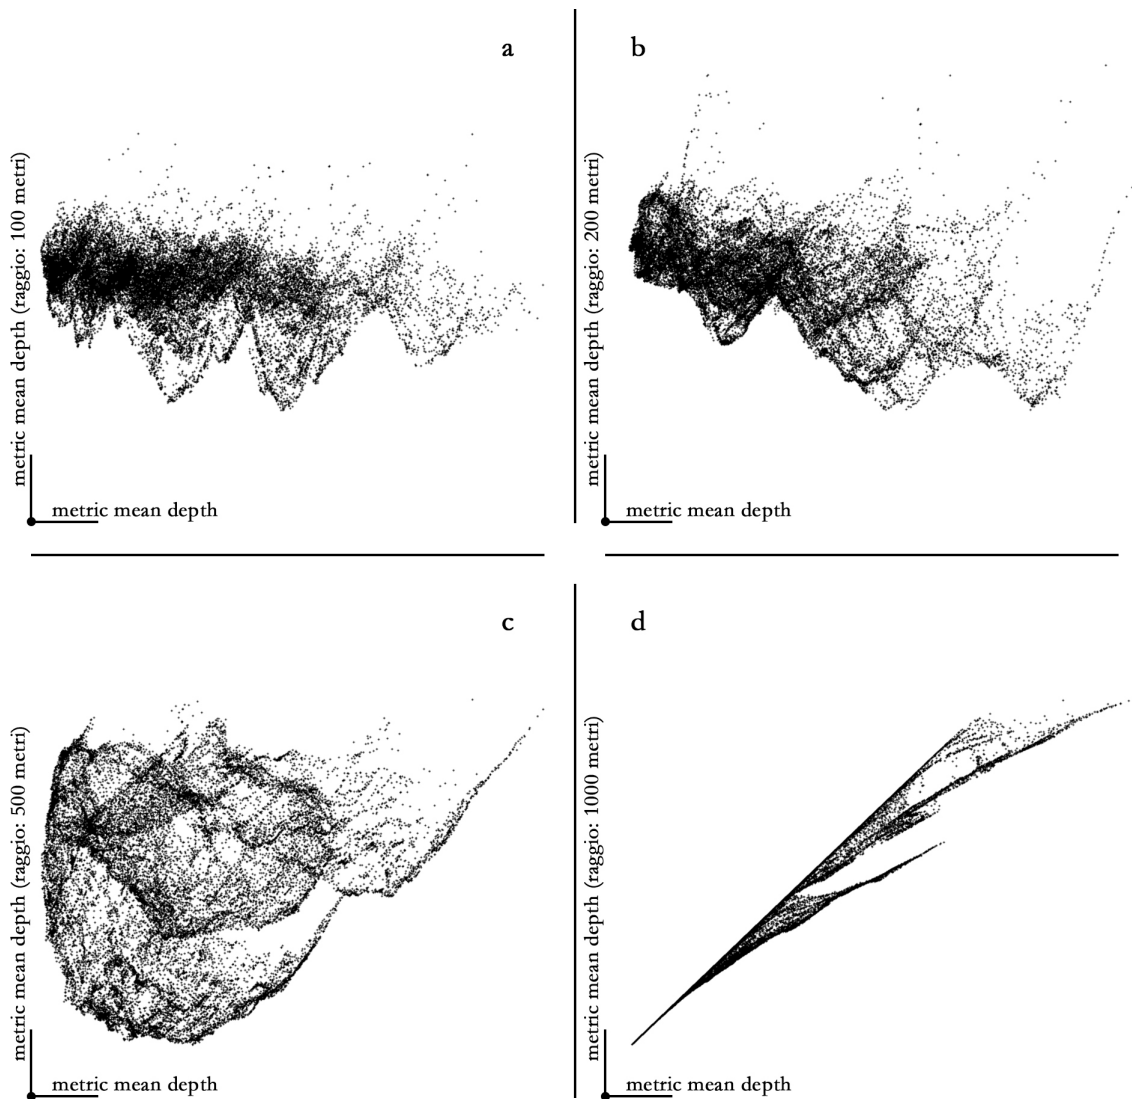 a
metric mean depth (raggio: 100 metri)
metric mean depth
b
metric mean depth (raggio: 200 metri)
metric mean depth
c
metric mean depth (raggio: 500 metri)
metric mean depth
d
metric mean depth (raggio: 1000 metri)
metric mean depth